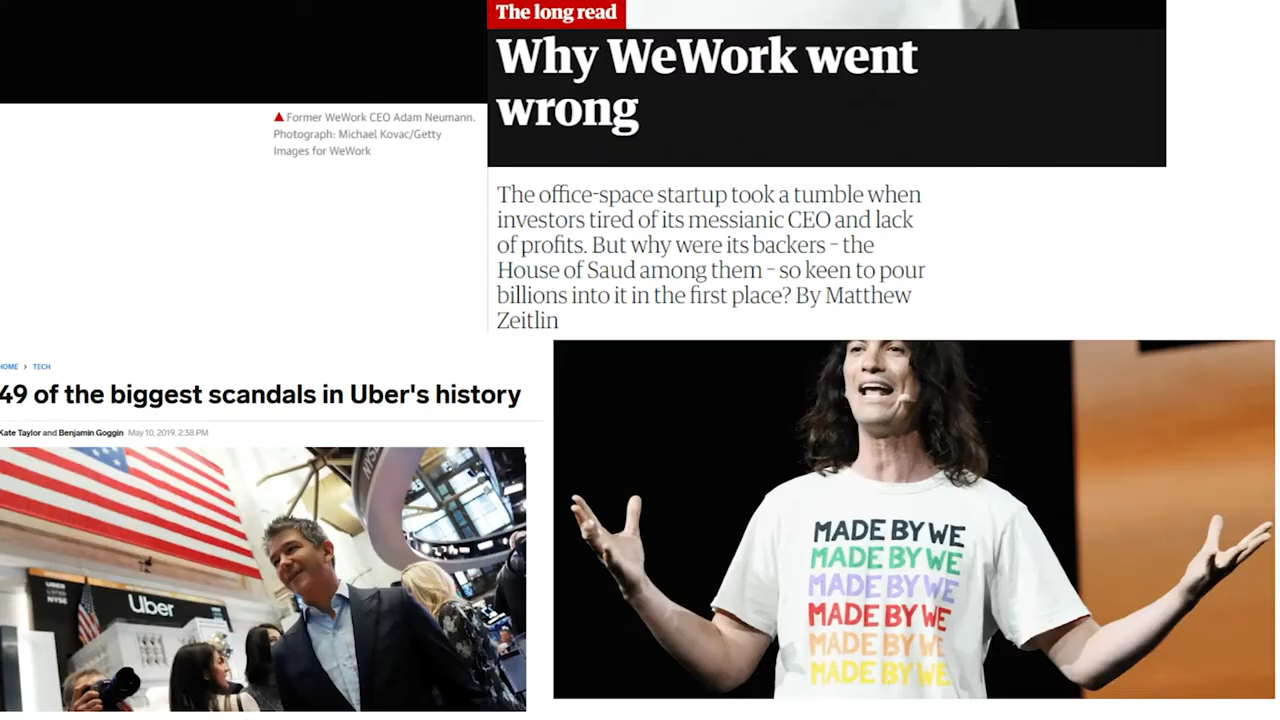 The long read
Why WeWork went
wrong
▲ Former WeWork CEO Adam Neumann.
Photograph: Michael Kovac/Getty
Images for WeWork
The office-space startup took a tumble when
investors tired of its messianic CEO and lack
of profits. But why were its backers – the
House of Saud among them – so keen to pour
billions into it in the first place? By Matthew
Zeitlin
HOME > TECH
49 of the biggest scandals in Uber's history
Kate Taylor and Benjamin Goggin May 10, 2019, 2:38 PM
NYSE
UBER
LISTED
NYSE
Uber
MADE BY WE
MADE BY WE
MADE BY WE
MADE BY WE
MADE BY WE
MADE BY WE